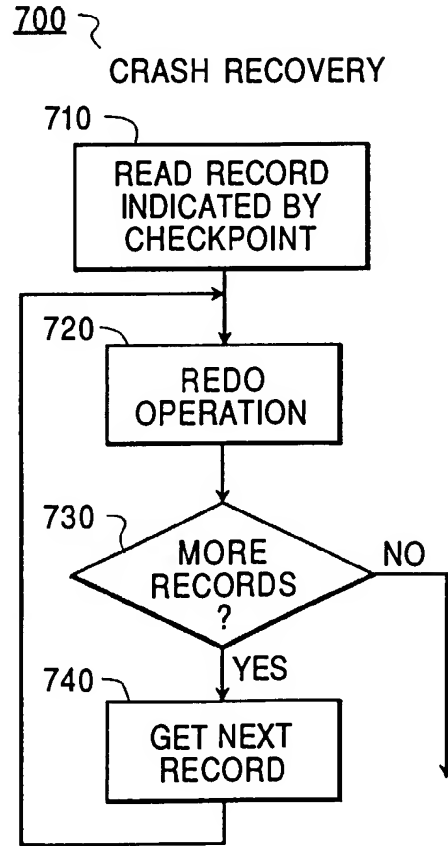 700
CRASH RECOVERY
710
READ RECORD
INDICATED BY
CHECKPOINT
720
REDO
OPERATION
730
MORE
RECORDS
?
NO
YES
740
GET NEXT
RECORD